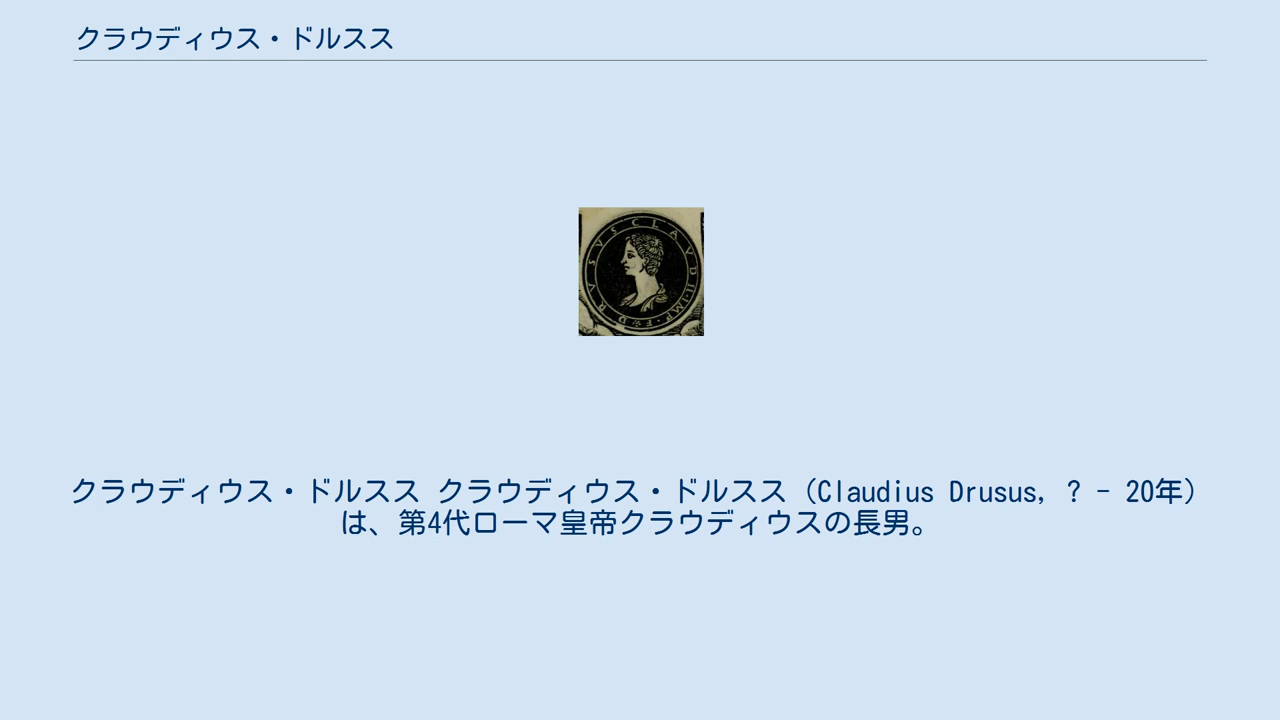 クラウディウス・ドルスス
DRVSVS CLAVDII·IMP·F
クラウディウス・ドルスス クラウディウス・ドルスス（Claudius Drusus, ? - 20年）
は、第4代ローマ皇帝クラウディウスの長男。